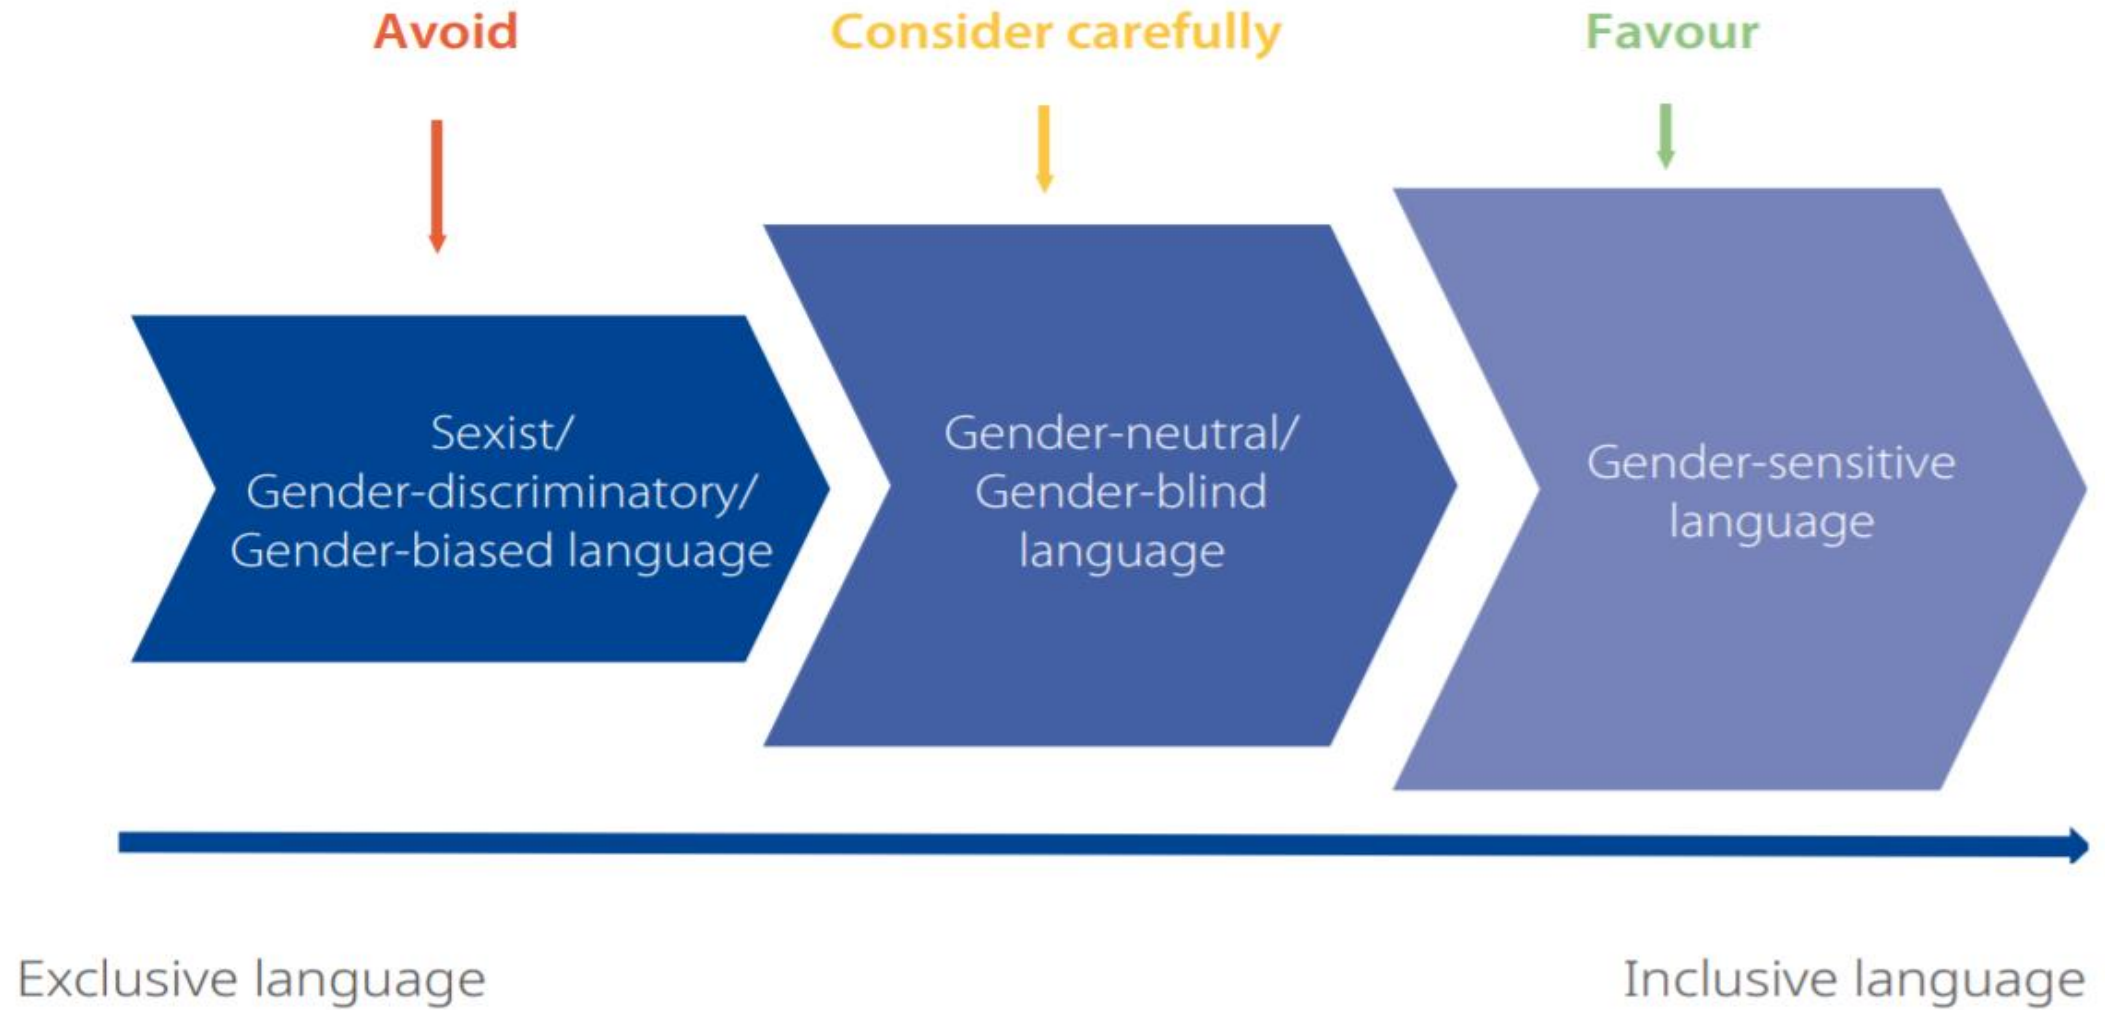 Avoid
Consider carefully
Favour
Sexist/
Gender-discriminatory/
Gender-biased language
Gender-neutral/
Gender-blind
language
Gender-sensitive
language
Exclusive language
Inclusive language